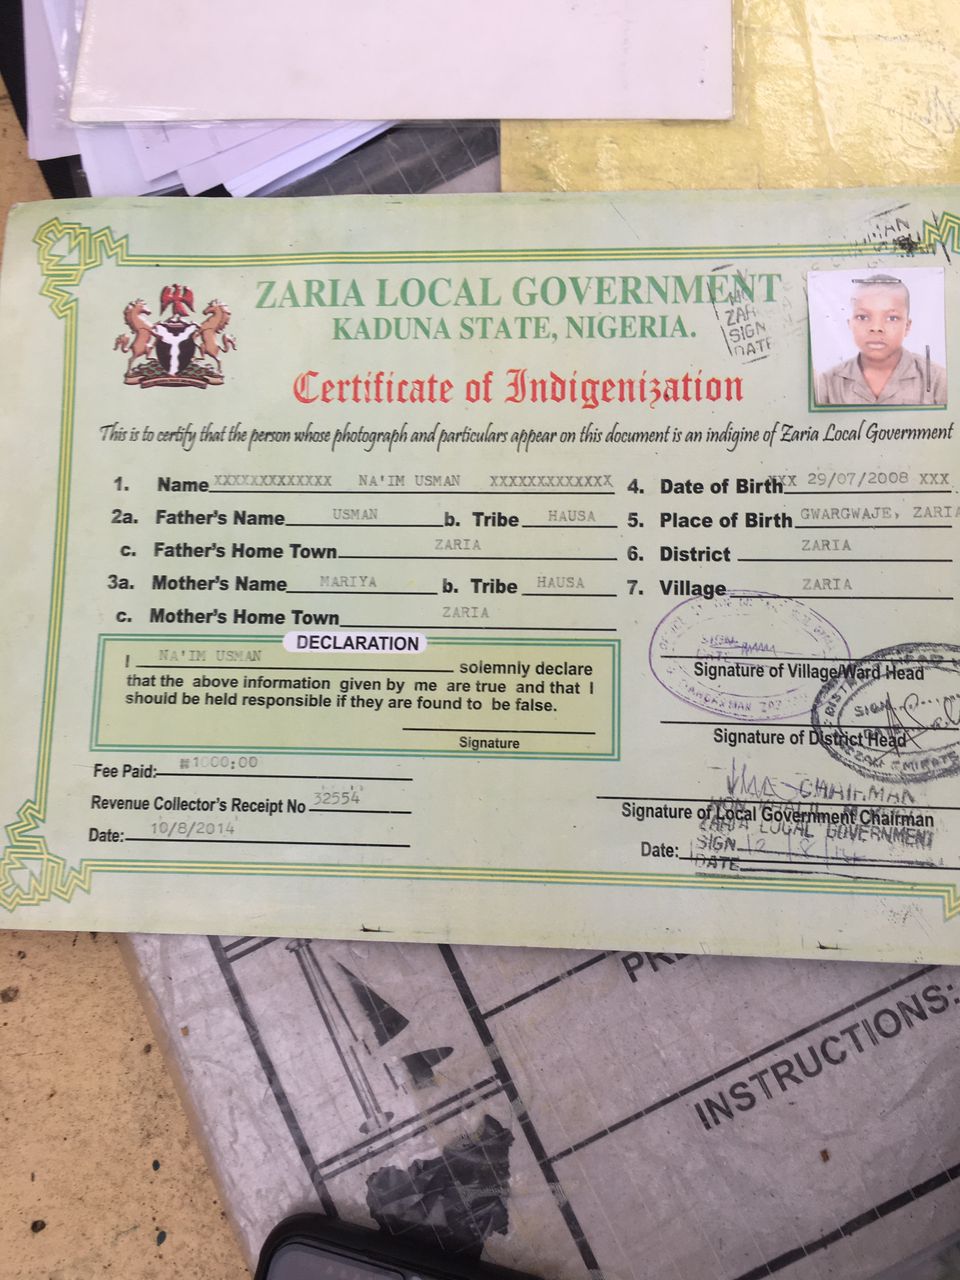 ZARIA LOCAL GOVERNMENT
KADUNA STATE, NIGERIA.
Certificate of Indigenization
This is to certify that the person whose photograph and particulars appear on this document is an indigine of Zaria Local Government
1. Name XXXXXXXXXXXXX NA'IM USMAN XXXXXXXXXXXXX
2a. Father's Name USMAN b. Tribe HAUSA
c. Father's Home Town ZARIA
3a. Mother's Name MARIYA b. Tribe HAUSA
c. Mother's Home Town ZARIA
4. Date of Birth XXX 29/07/2008 XXX
5. Place of Birth GWARGWAJE, ZARIA
6. District ZARIA
7. Village ZARIA
DECLARATION
I NA'IM USMAN solemnly declare
that the above information given by me are true and that I
should be held responsible if they are found to be false.
Signature
Fee Paid: ₦1000:00
Revenue Collector's Receipt No 32554
Date: 10/8/2014
SIGN
DATE
Signature of Village/Ward Head
SIGN
Signature of District Head
EMIRATE
CHAIRMAN
Signature of Local Government Chairman
ZARIA LOCAL GOVERNMENT
SIGN
Date:
DATE
CHAIRMAN
SIGN
DATE
INSTRUCTIONS: